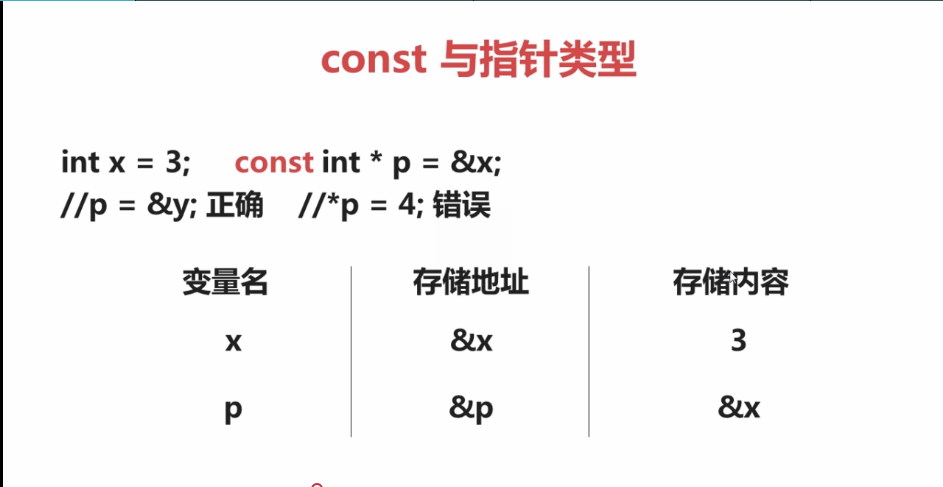 const 与指针类型
int x = 3; const int * p = &x;
//p = &y; 正确 //*p = 4; 错误
变量名 存储地址 存储内容
x &x 3
p &p &x